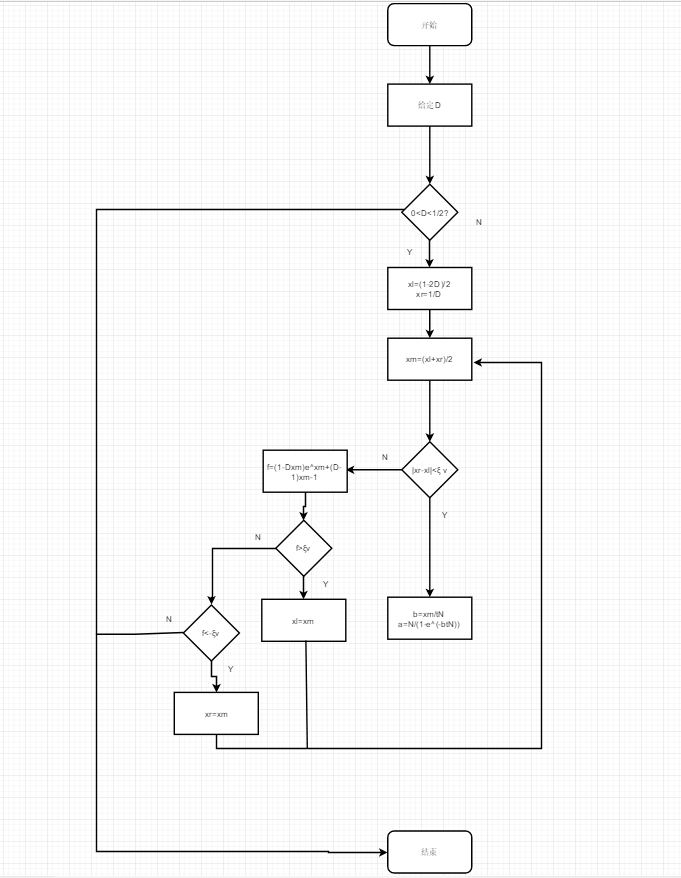 开始
给定D
0<D<1/2?
N
Y
xl=(1-2D)/2
xr=1/D
xm=(xl+xr)/2
|xr-xl|<ξv
N
Y
f=(1-Dxm)e^xm+(D-
1)xm-1
f>ξv
N
Y
xl=xm
b=xm/tN
a=N/(1-e^(-btN))
f<-ξv
N
Y
xr=xm
结束